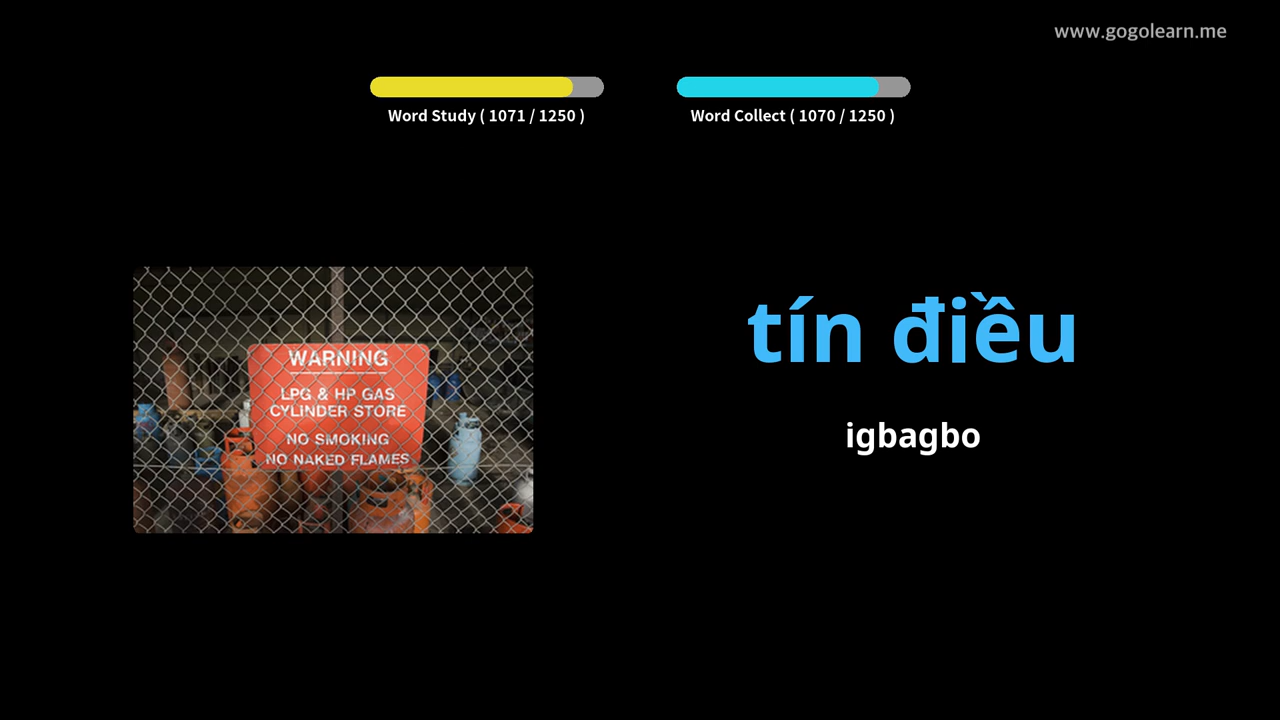 www.gogolearn.me
Word Study ( 1071 / 1250 )
Word Collect ( 1070 / 1250 )
WARNING
LPG & HP GAS
CYLINDER STORE
NO SMOKING
NO NAKED FLAMES
tín điều
igbagbo